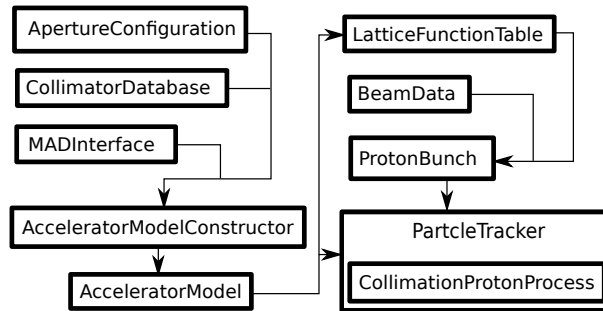 ApertureConfiguration
CollimatorDatabase
MADInterface
AcceleratorModelConstructor
AcceleratorModel
LatticeFunctionTable
BeamData
ProtonBunch
PartcleTracker
CollimationProtonProcess